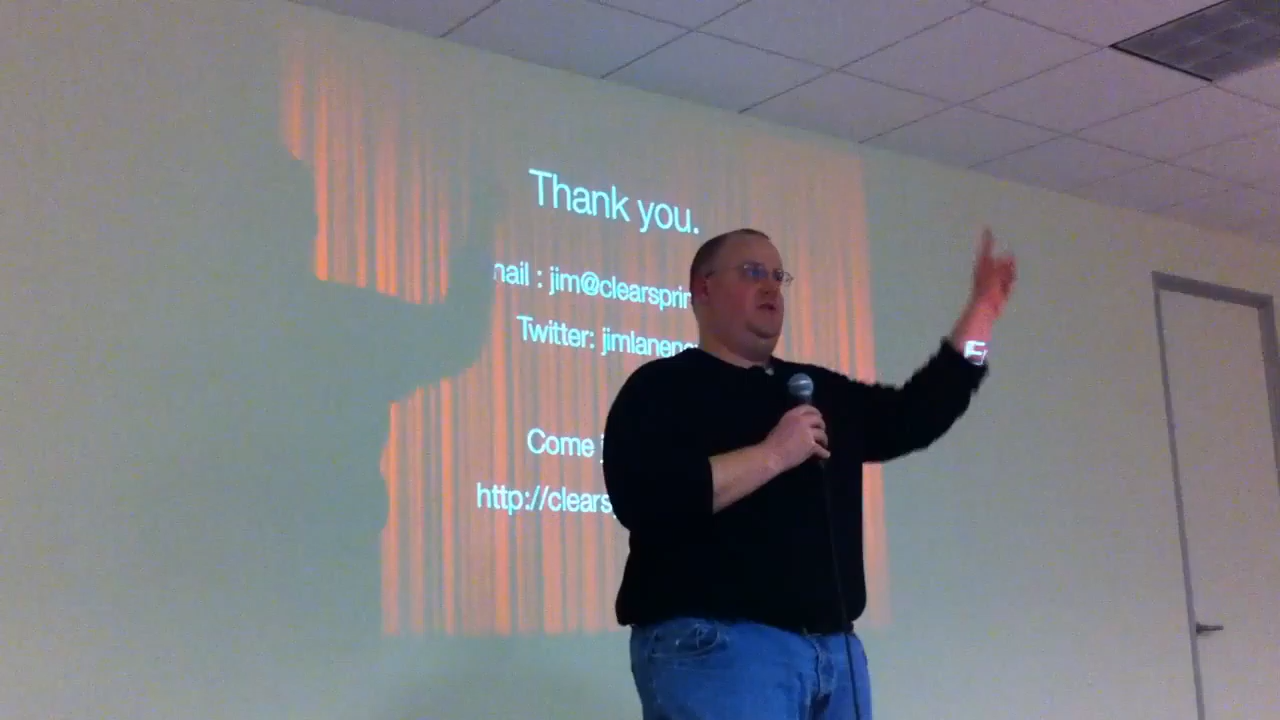 Thank you.
mail : jim@clearsprin
Twitter: jimlanen
Come j
http://clears